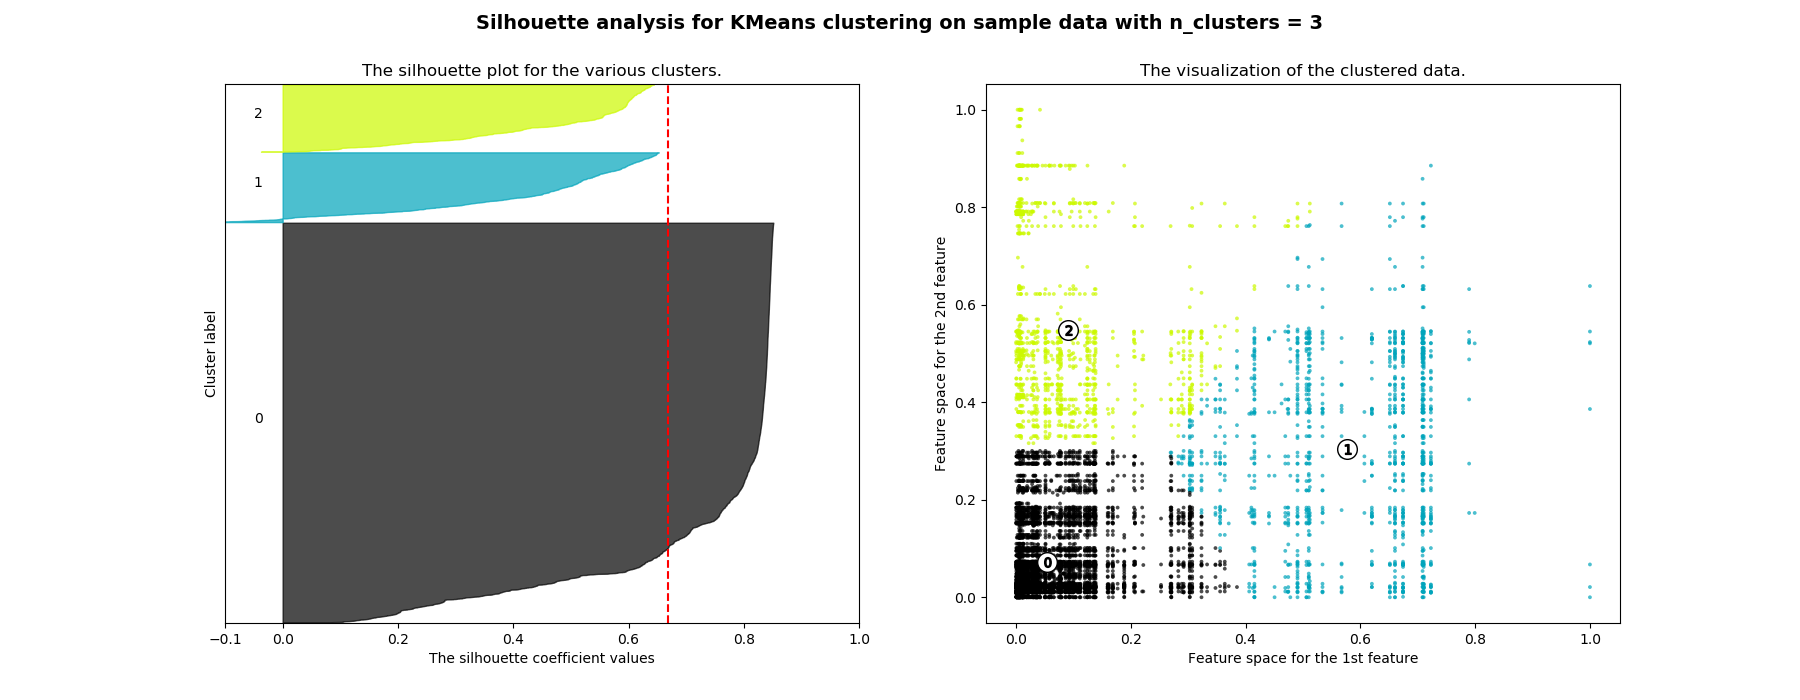 Silhouette analysis for KMeans clustering on sample data with n_clusters = 3
The silhouette plot for the various clusters.
2
1
0
Cluster label
−0.1 0.0 0.2 0.4 0.6 0.8 1.0
The silhouette coefficient values
The visualization of the clustered data.
1.0
0.8
0.6
0.4
0.2
0.0
Feature space for the 2nd feature
2
1
0
0.0 0.2 0.4 0.6 0.8 1.0
Feature space for the 1st feature